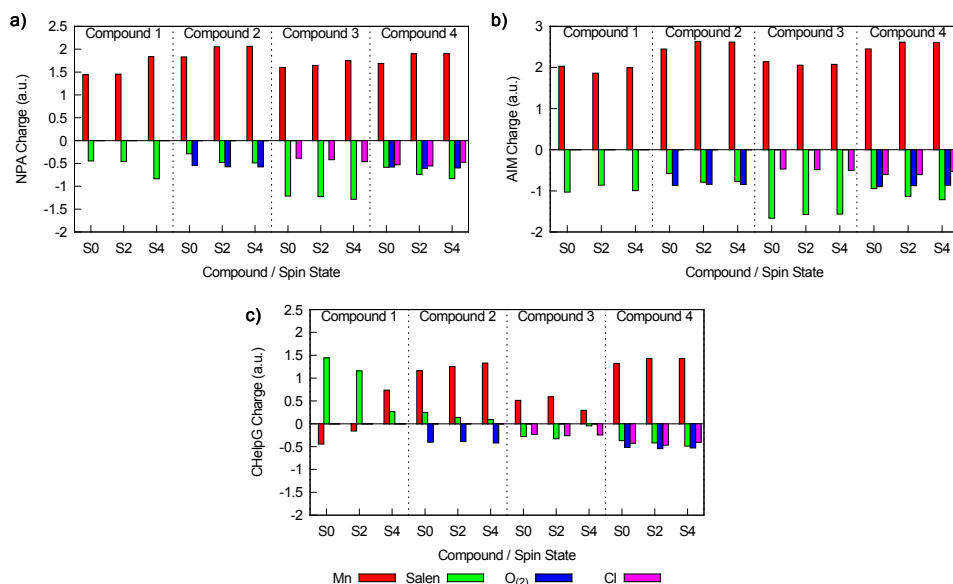 a)
Compound 1 Compound 2 Compound 3 Compound 4
NPA Charge (a.u.)
2.5
2
1.5
1
0.5
0
-0.5
-1
-1.5
-2
S0 S2 S4 S0 S2 S4 S0 S2 S4 S0 S2 S4
Compound / Spin State
b)
Compound 1 Compound 2 Compound 3 Compound 4
AIM Charge (a.u.)
3
2
1
0
-1
2
S0 S2 S4 S0 S2 S4 S0 S2 S4 S0 S2 S4
Compound / Spin State
c)
Compound 1 Compound 2 Compound 3 Compound 4
CHelpG Charge (a.u.)
2.5
2
1.5
1
0.5
0
-0.5
-1
-1.5
-2
S0 S2 S4 S0 S2 S4 S0 S2 S4 S0 S2 S4
Compound / Spin State
Mn Salen O(2) Cl